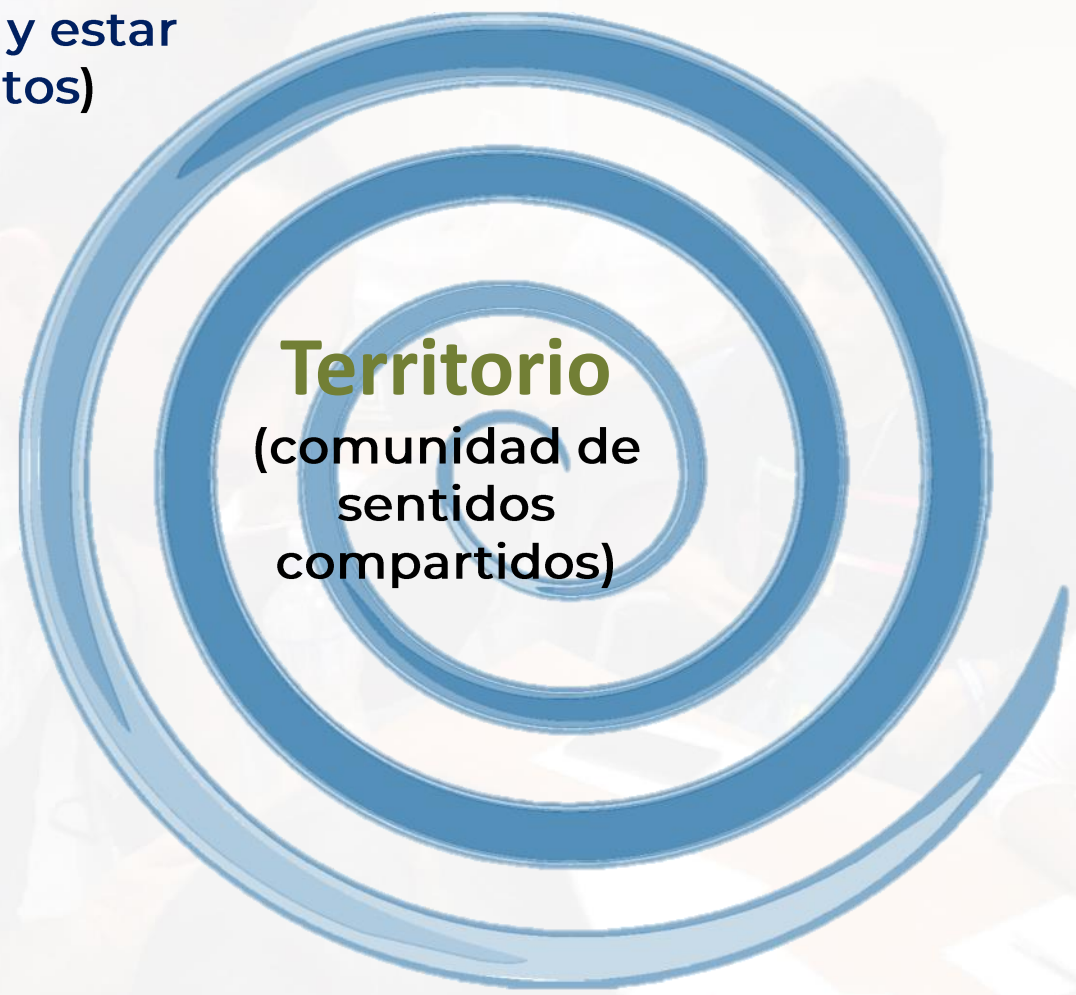 y estar
tos)
Territorio
(comunidad de
sentidos
compartidos)